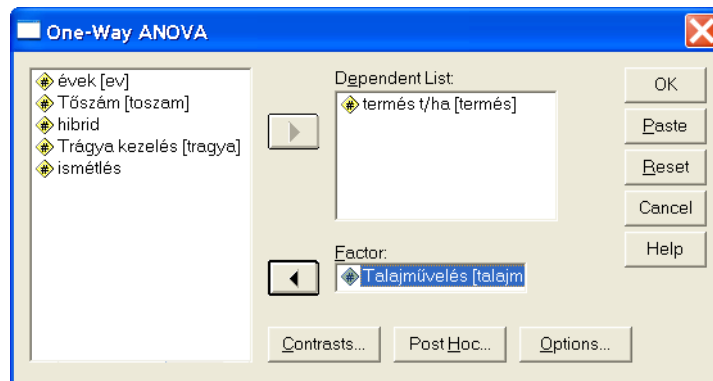 One-Way ANOVA
évek [ev]
Tőszám [toszam]
hibrid
Trágya kezelés [tragya]
ismétlés
Dependent List:
termés t/ha [termés]
Factor:
Talajművelés [talajm
Contrasts...
Post Hoc...
Options...
OK
Paste
Reset
Cancel
Help